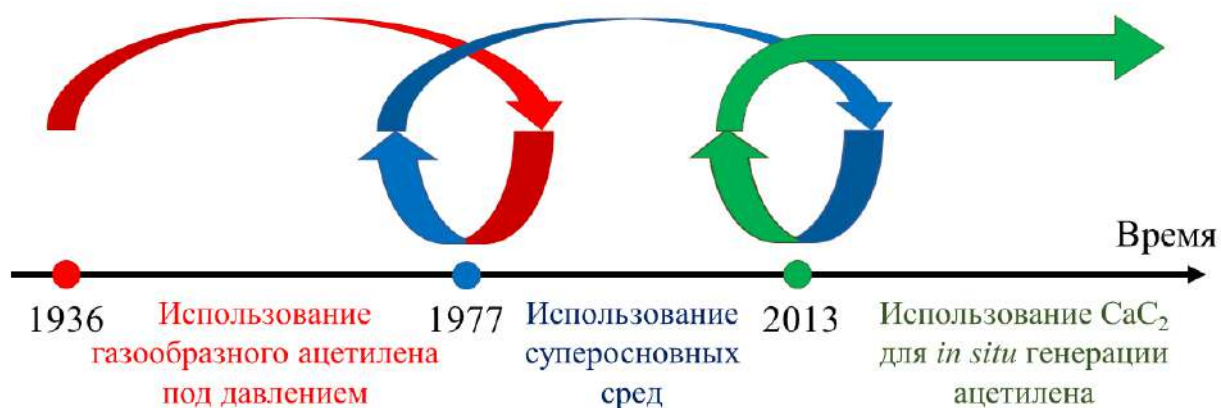 Время
1936
Использование
газообразного ацетилена
под давлением
1977
Использование
суперосновных
сред
2013
Использование CaC₂
для in situ генерации
ацетилена